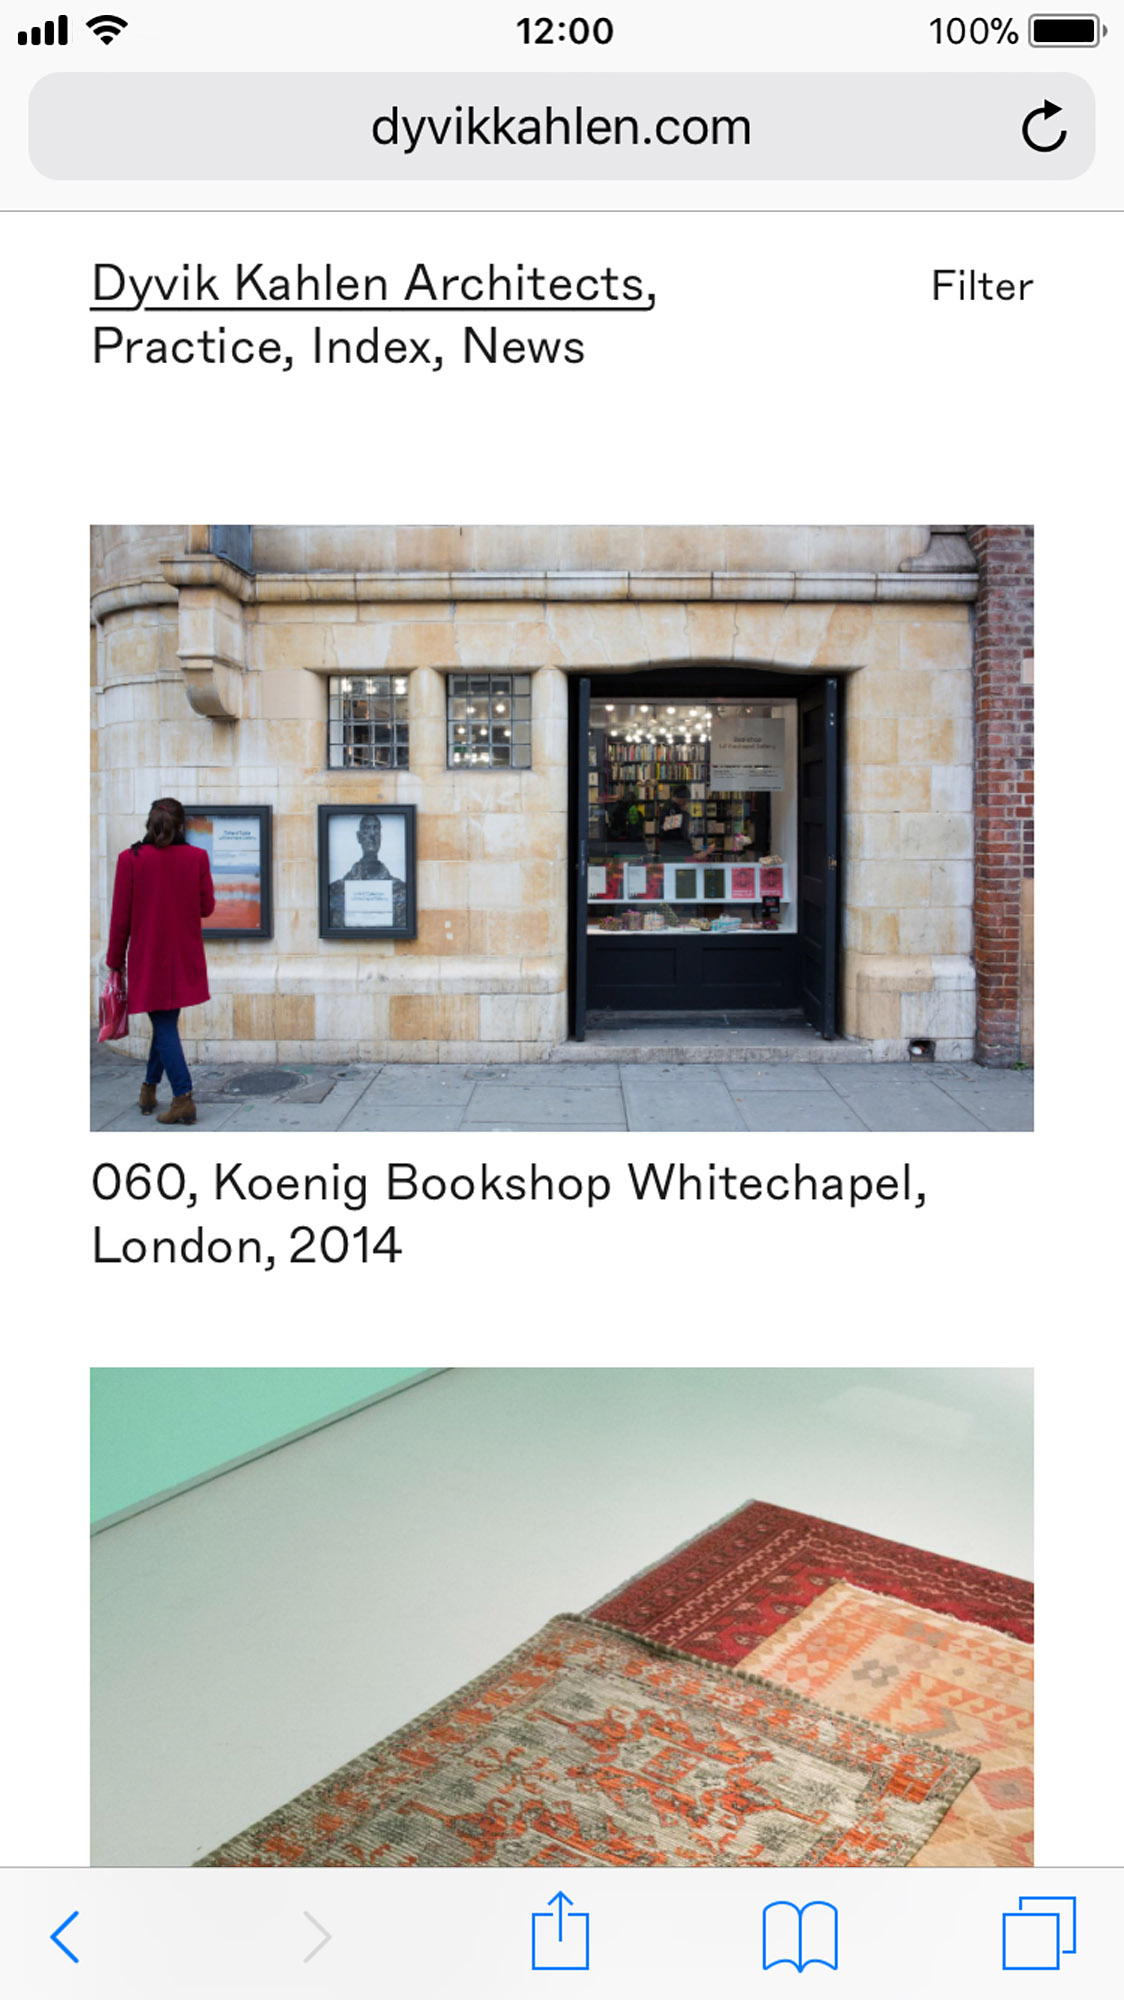 12:00
100%
dyvikkahlen.com
Dyvik Kahlen Architects,
Filter
Practice, Index, News
060, Koenig Bookshop Whitechapel,
London, 2014